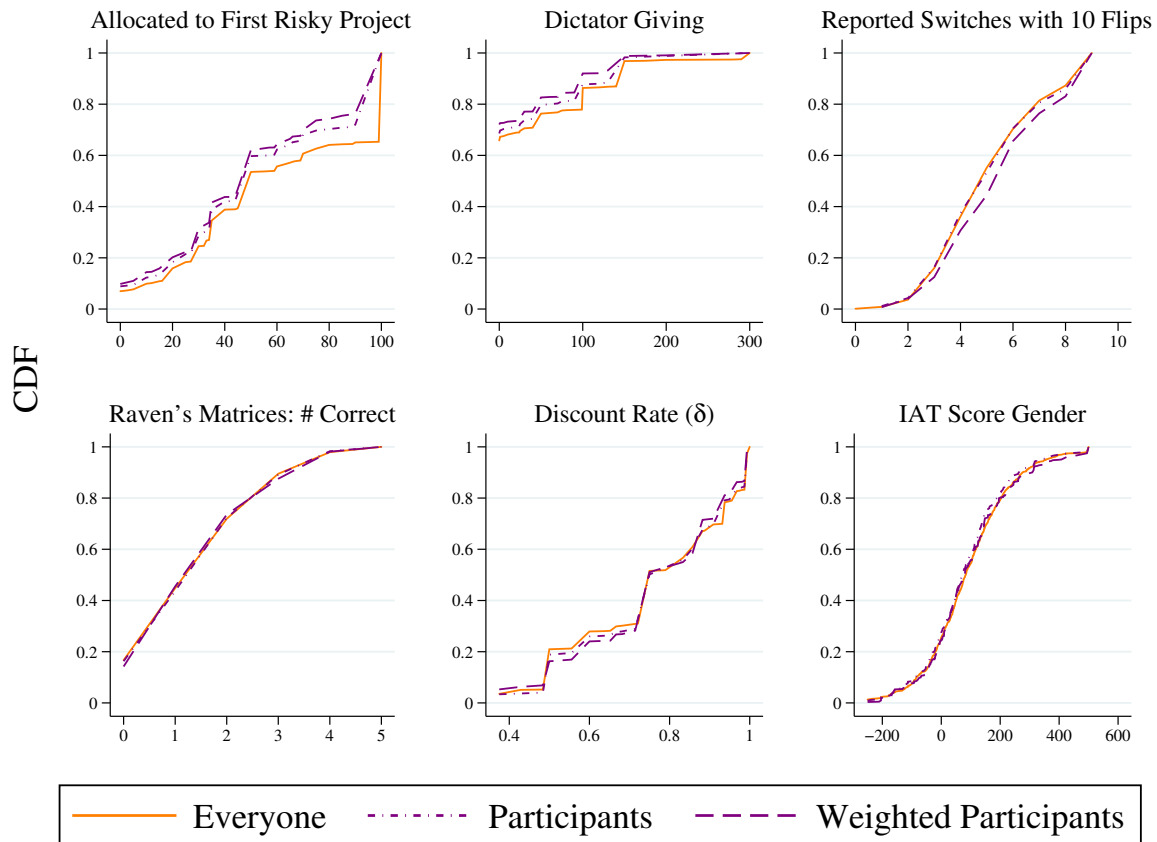 Allocated to First Risky Project
Dictator Giving
Reported Switches with 10 Flips
1
0.8
0.6
0.4
0.2
0
0 20 40 60 80 100
1
0.8
0.6
0.4
0.2
0
0 100 200 300
1
0.8
0.6
0.4
0.2
0
0 2 4 6 8 10
CDF
Raven's Matrices: # Correct
Discount Rate (δ)
IAT Score Gender
1
0.8
0.6
0.4
0.2
0
0 1 2 3 4 5
1
0.8
0.6
0.4
0.2
0
0.4 0.6 0.8 1
1
0.8
0.6
0.4
0.2
0
−200 0 200 400 600
Everyone Participants Weighted Participants